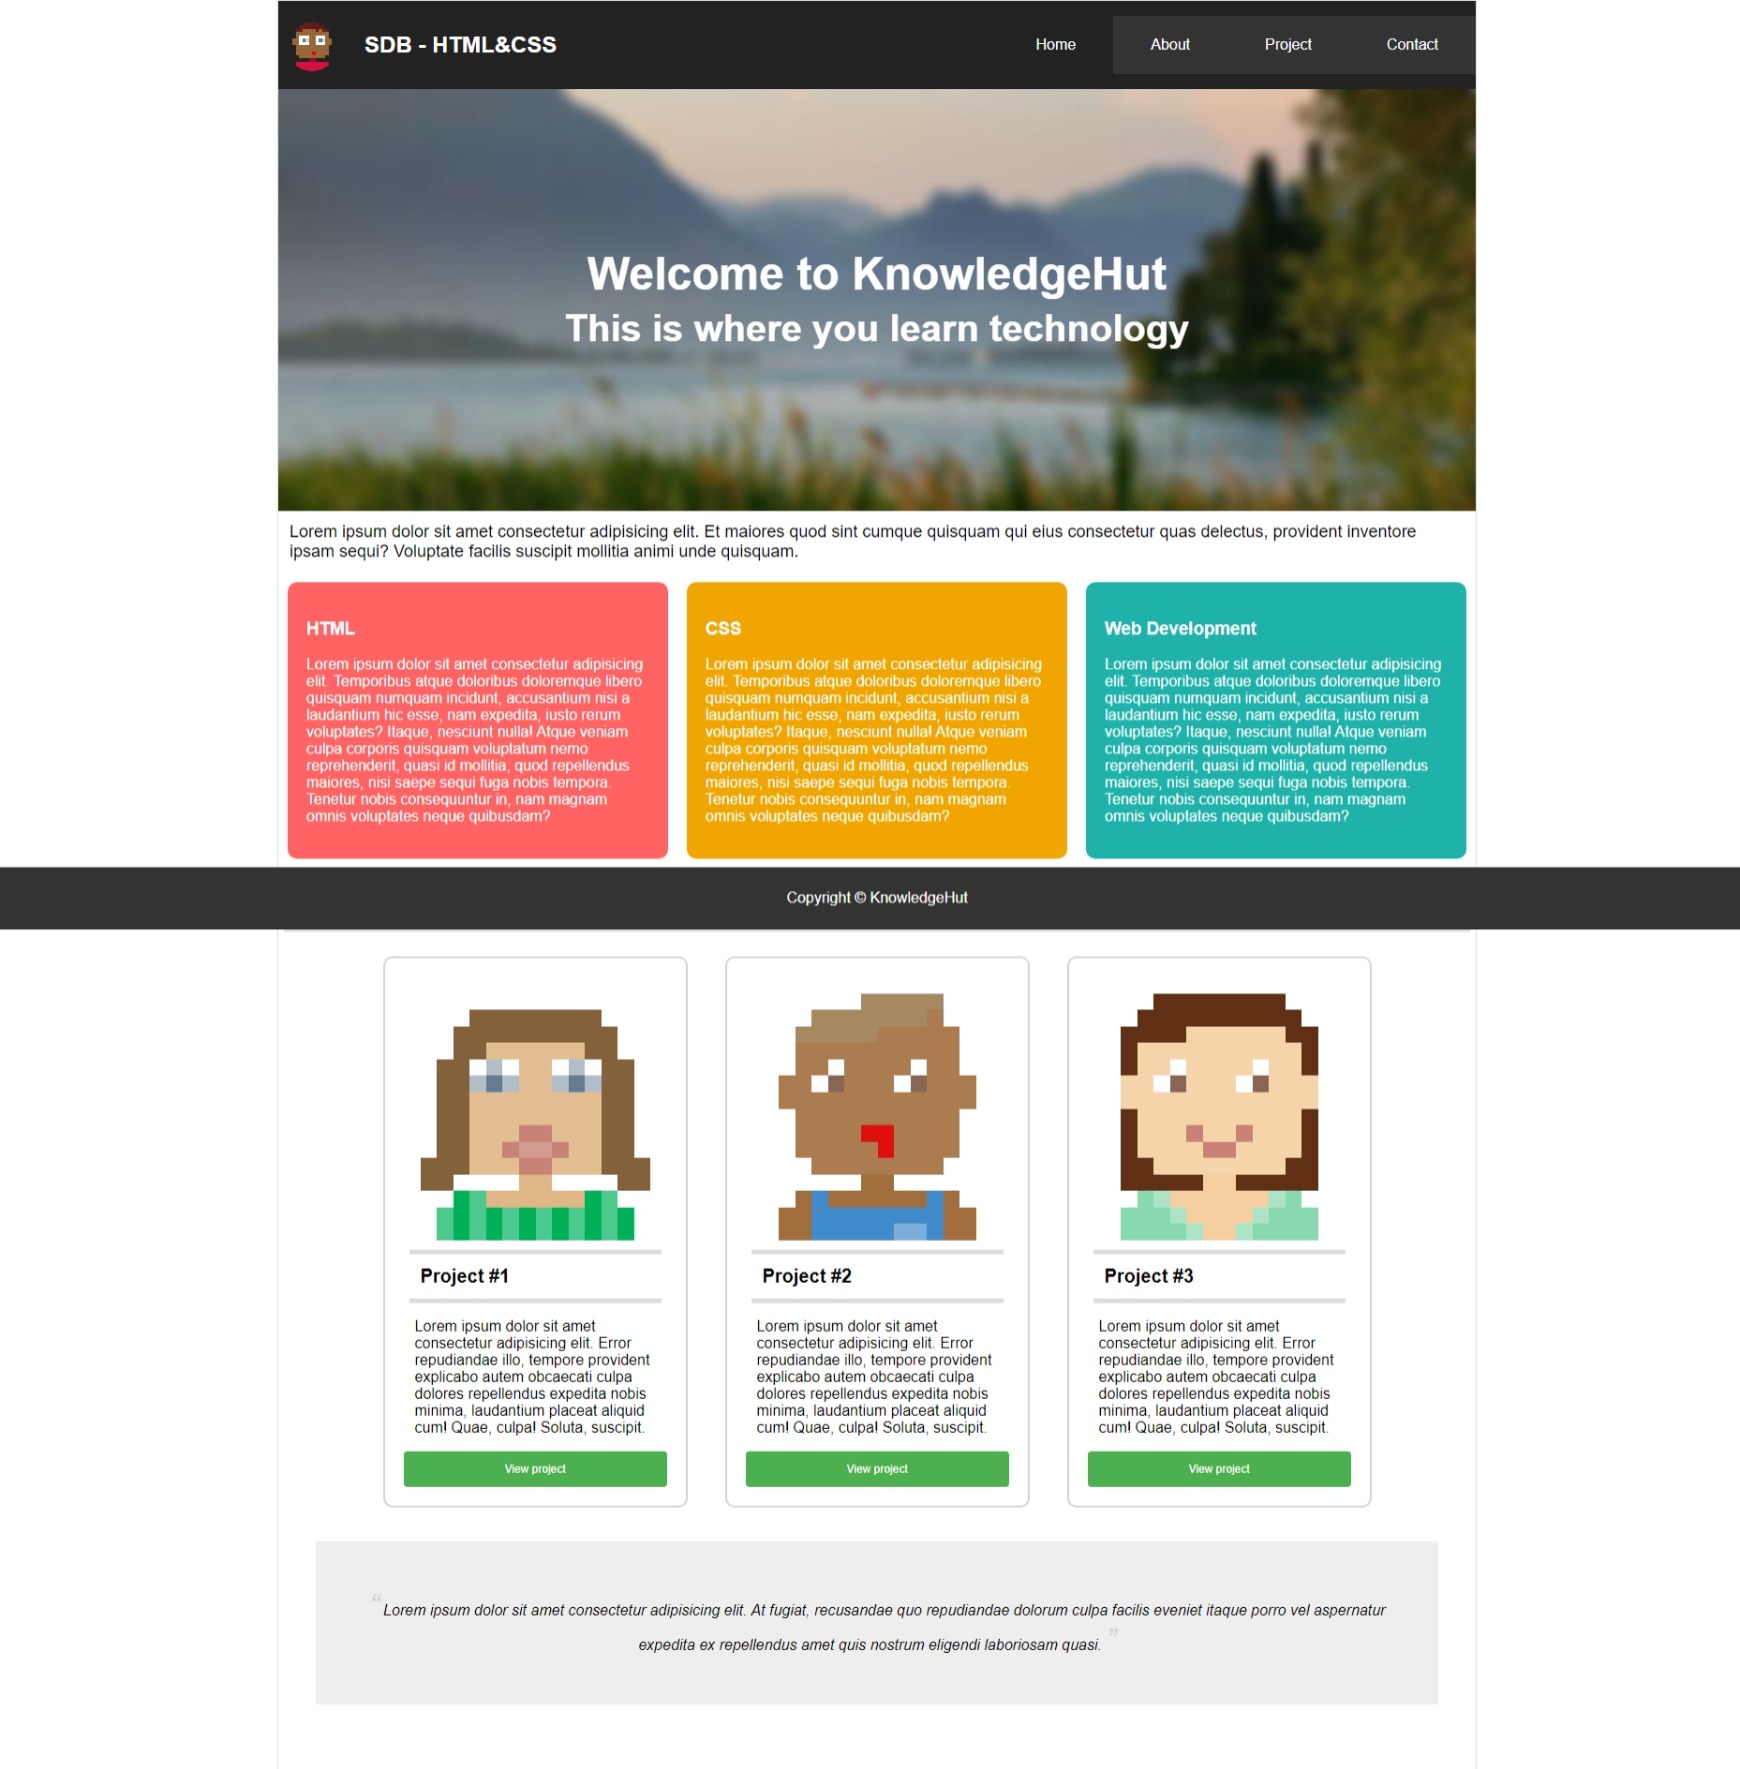 SDB - HTML&CSS
Home
About
Project
Contact
Welcome to KnowledgeHut
This is where you learn technology
Lorem ipsum dolor sit amet consectetur adipisicing elit. Et maiores quod sint cumque quisquam qui eius consectetur quas delectus, provident inventore
ipsam sequi? Voluptate facilis suscipit mollitia animi unde quisquam.
HTML
Lorem ipsum dolor sit amet consectetur adipisicing
elit. Temporibus atque doloribus doloremque libero
quisquam numquam incidunt, accusantium nisi a
laudantium hic esse, nam expedita, iusto rerum
voluptates? Itaque, nesciunt nulla! Atque veniam
culpa corporis quisquam voluptatum nemo
reprehenderit, quasi id mollitia, quod repellendus
maiores, nisi saepe sequi fuga nobis tempora.
Tenetur nobis consequuntur in, nam magnam
omnis voluptates neque quibusdam?
CSS
Lorem ipsum dolor sit amet consectetur adipisicing
elit. Temporibus atque doloribus doloremque libero
quisquam numquam incidunt, accusantium nisi a
laudantium hic esse, nam expedita, iusto rerum
voluptates? Itaque, nesciunt nulla! Atque veniam
culpa corporis quisquam voluptatum nemo
reprehenderit, quasi id mollitia, quod repellendus
maiores, nisi saepe sequi fuga nobis tempora.
Tenetur nobis consequuntur in, nam magnam
omnis voluptates neque quibusdam?
Web Development
Lorem ipsum dolor sit amet consectetur adipisicing
elit. Temporibus atque doloribus doloremque libero
quisquam numquam incidunt, accusantium nisi a
laudantium hic esse, nam expedita, iusto rerum
voluptates? Itaque, nesciunt nulla! Atque veniam
culpa corporis quisquam voluptatum nemo
reprehenderit, quasi id mollitia, quod repellendus
maiores, nisi saepe sequi fuga nobis tempora.
Tenetur nobis consequuntur in, nam magnam
omnis voluptates neque quibusdam?
Copyright © KnowledgeHut
Project #1
Lorem ipsum dolor sit amet
consectetur adipisicing elit. Error
repudiandae illo, tempore provident
explicabo autem obcaecati culpa
dolores repellendus expedita nobis
minima, laudantium placeat aliquid
cum! Quae, culpa! Soluta, suscipit.
View project
Project #2
Lorem ipsum dolor sit amet
consectetur adipisicing elit. Error
repudiandae illo, tempore provident
explicabo autem obcaecati culpa
dolores repellendus expedita nobis
minima, laudantium placeat aliquid
cum! Quae, culpa! Soluta, suscipit.
View project
Project #3
Lorem ipsum dolor sit amet
consectetur adipisicing elit. Error
repudiandae illo, tempore provident
explicabo autem obcaecati culpa
dolores repellendus expedita nobis
minima, laudantium placeat aliquid
cum! Quae, culpa! Soluta, suscipit.
View project
“Lorem ipsum dolor sit amet consectetur adipisicing elit. At fugiat, recusandae quo repudiandae dolorum culpa facilis eveniet itaque porro vel aspernatur
expedita ex repellendus amet quis nostrum eligendi laboriosam quasi. ”